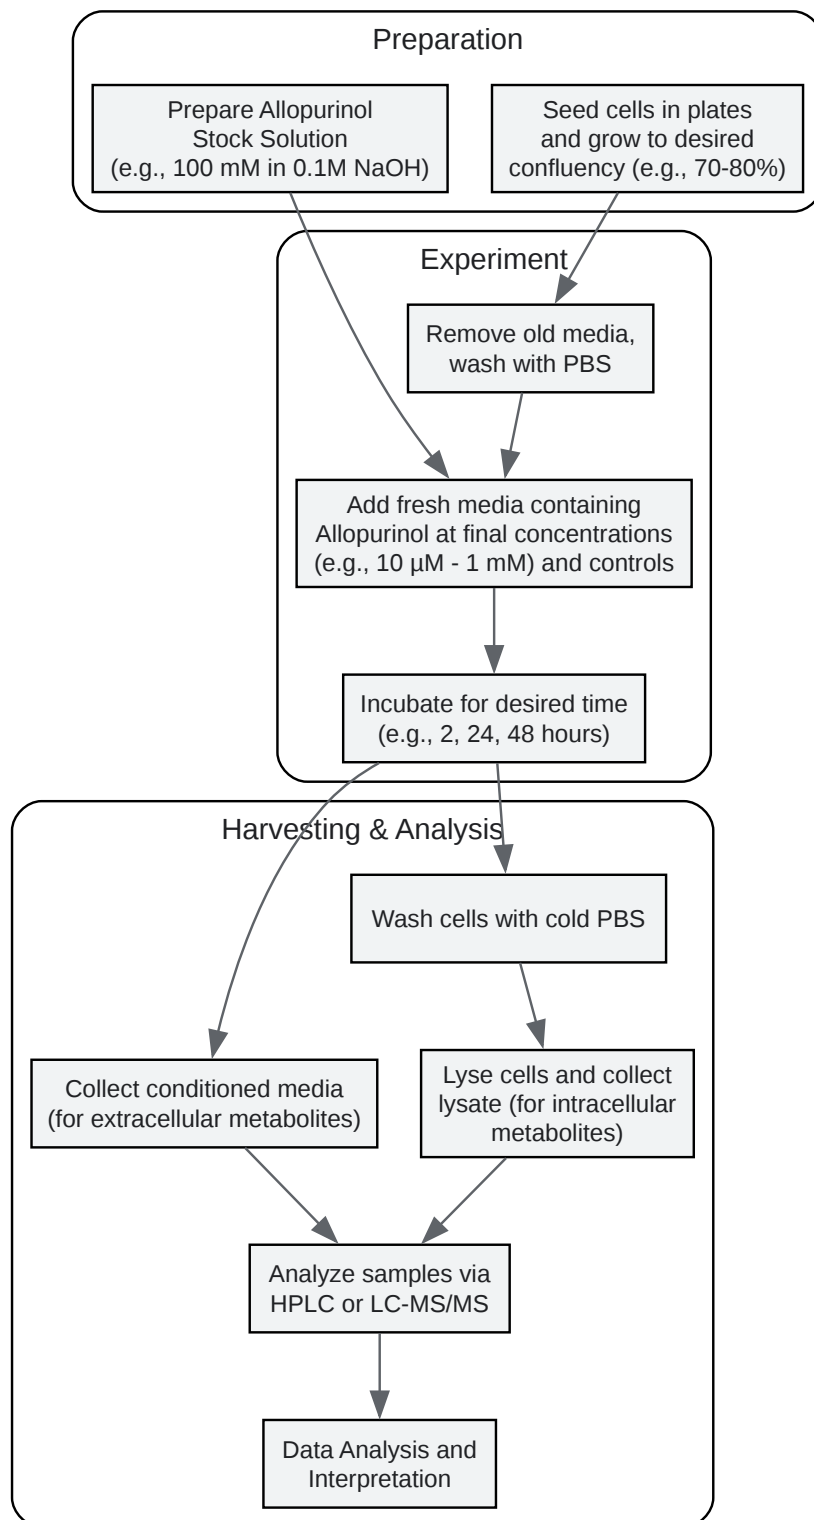 Preparation
Prepare Allopurinol
Stock Solution
(e.g., 100 mM in 0.1M NaOH)
Seed cells in plates
and grow to desired
confluency (e.g., 70-80%)
Experiment
Remove old media,
wash with PBS
Add fresh media containing
Allopurinol at final concentrations
(e.g., 10 µM - 1 mM) and controls
Incubate for desired time
(e.g., 2, 24, 48 hours)
Harvesting & Analysis
Wash cells with cold PBS
Collect conditioned media
(for extracellular metabolites)
Lyse cells and collect
lysate (for intracellular
metabolites)
Analyze samples via
HPLC or LC-MS/MS
Data Analysis and
Interpretation